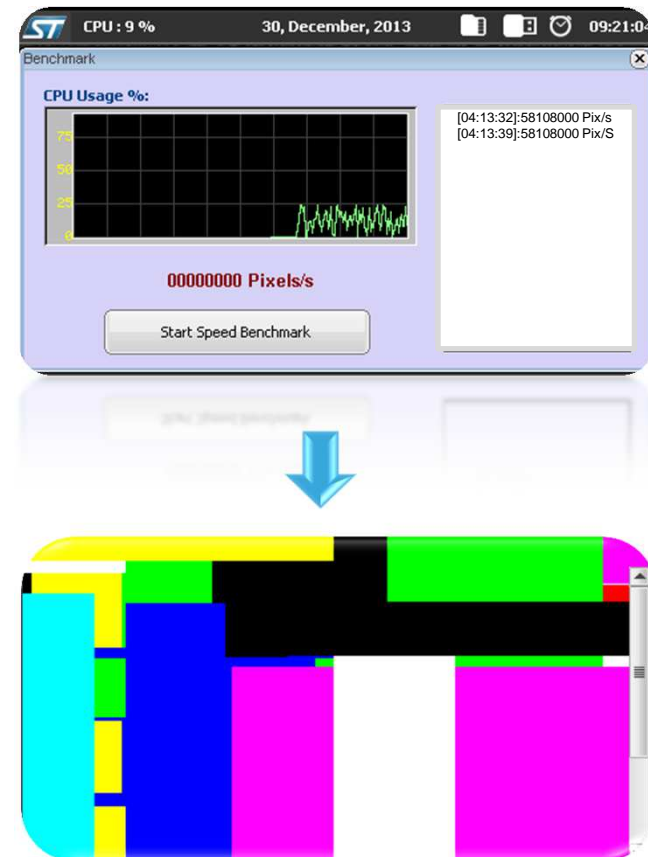 ST CPU : 9 % 30, December, 2013 09:21:04
Benchmark
CPU Usage %:
75
50
25
0
[04:13:32]:58108000 Pix/s
[04:13:39]:58108000 Pix/S
00000000 Pixels/s
Start Speed Benchmark